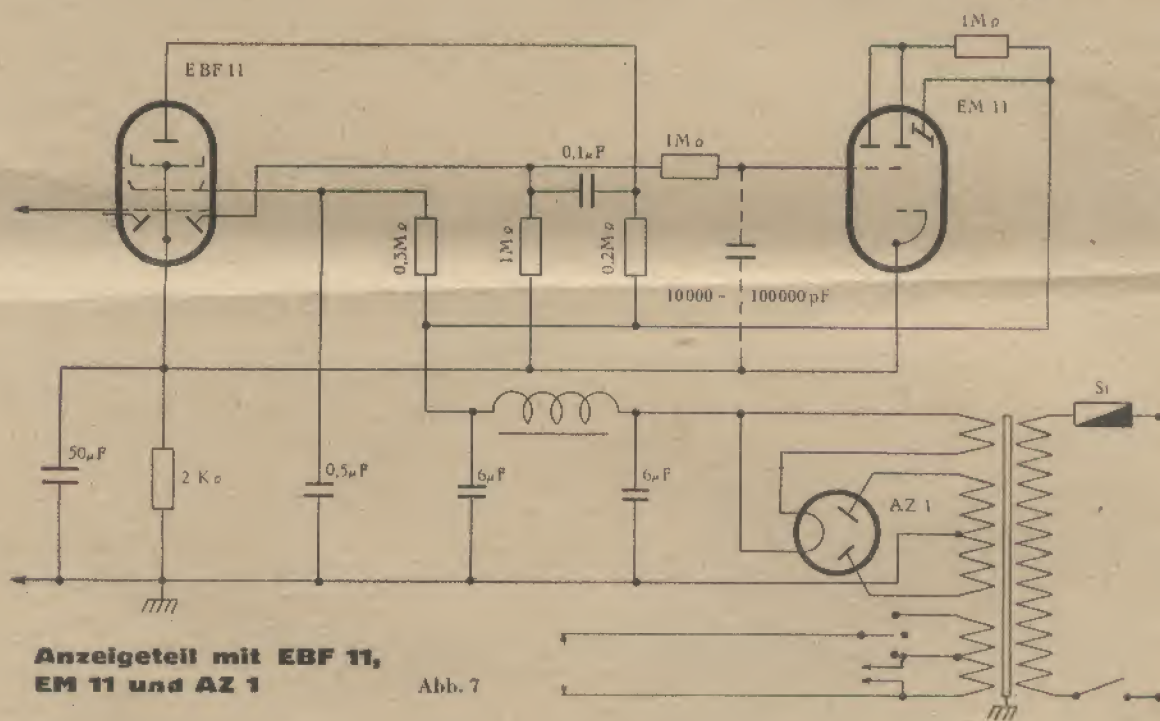 1MΩ
EBF 11
EM 11
1MΩ
0,1µF
0,3MΩ
1MΩ
0,2MΩ
10000 – 100000 pF
Si
50µF
2 KΩ
0,5µF
6µF
6µF
AZ 1
Anzeigeteil mit EBF 11,
EM 11 und AZ 1
Abb. 7